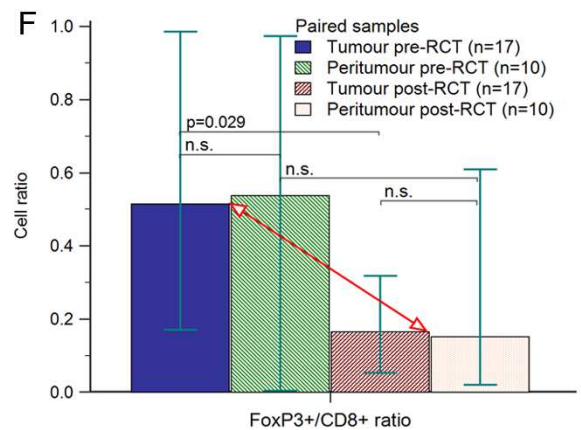 F
Paired samples
Tumour pre-RCT (n=17)
Peritumour pre-RCT (n=10)
Tumour post-RCT (n=17)
Peritumour post-RCT (n=10)
1.0
0.8
0.6
0.4
0.2
0.0
Cell ratio
p=0.029
n.s.
n.s.
n.s.
FoxP3+/CD8+ ratio